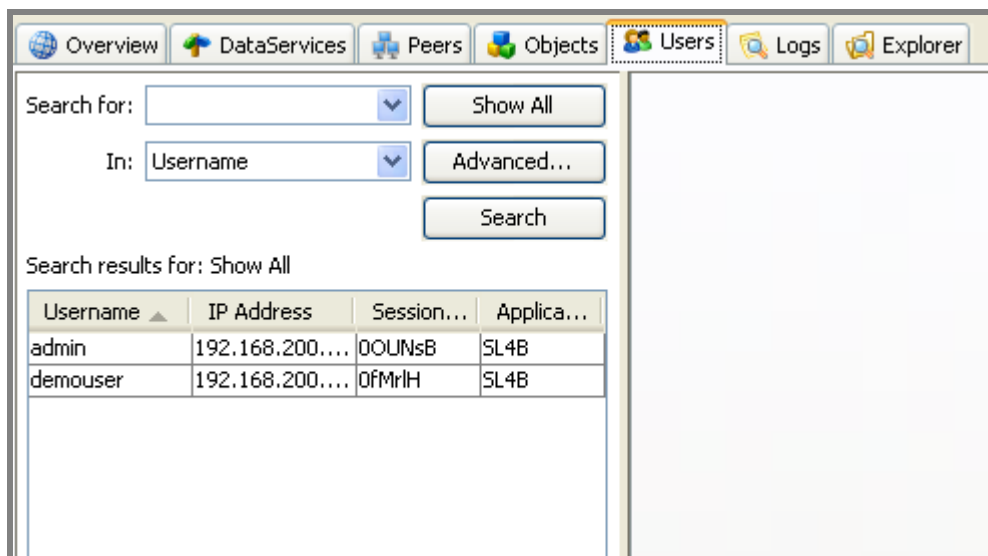 Overview DataServices Peers Objects Users Logs Explorer
Search for: Show All
In: Username Advanced...
Search
Search results for: Show All
Username IP Address Session... Applica...
admin 192.168.200.... 0OUNsB SL4B
demouser 192.168.200.... 0fMrlH SL4B